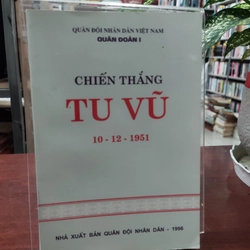 QUÂN ĐỘI NHÂN DÂN VIỆT NAM
QUÂN ĐOÀN I
CHIẾN THẮNG
TU VŨ
10 - 12 - 1951
NHÀ XUẤT BẢN QUÂN ĐỘI NHÂN DÂN - 1996